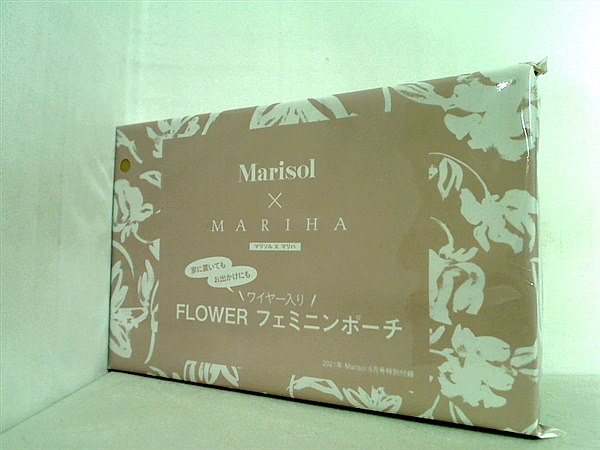 Marisol
×
MARIHA
マリソル × マリハ
家に置いても
お出かけにも
ワイヤー入り
FLOWER フェミニンポーチ
2021年 Marisol 6月号特別付録